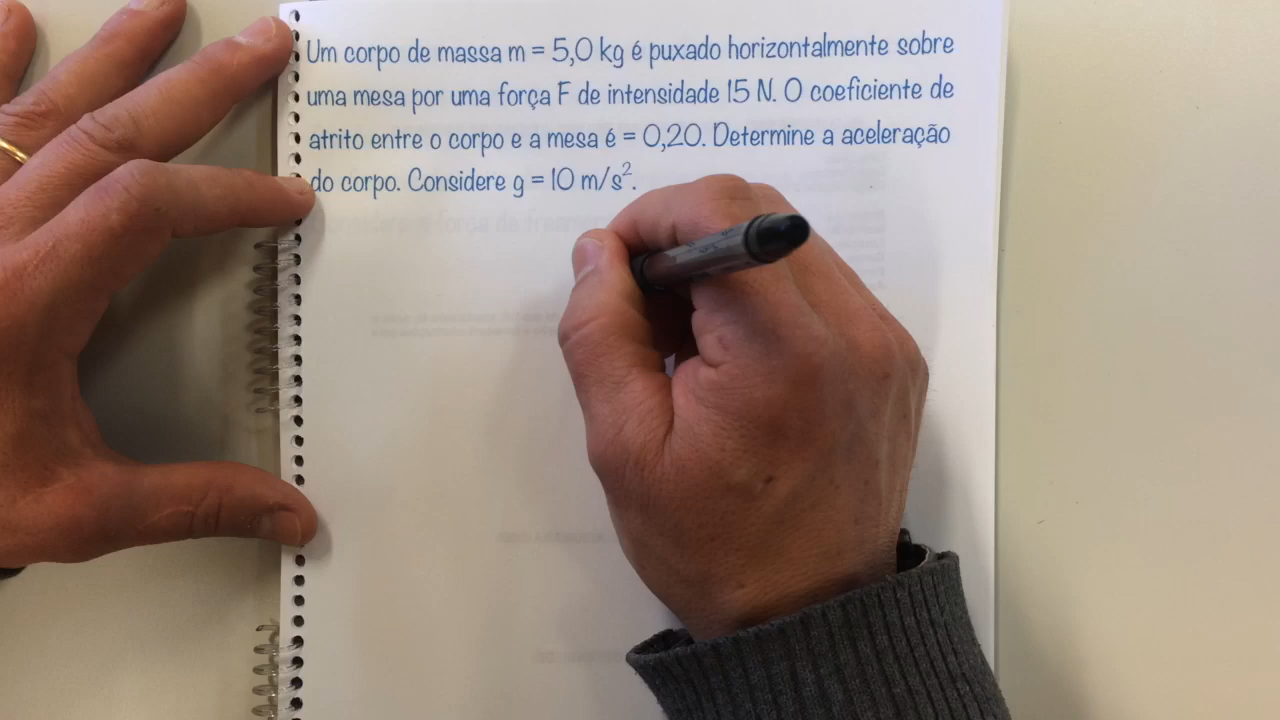 Um corpo de massa m = 5,0 kg é puxado horizontalmente sobre
uma mesa por uma força F de intensidade 15 N. O coeficiente de
atrito entre o corpo e a mesa é = 0,20. Determine a aceleração
do corpo. Considere g = 10 m/s².